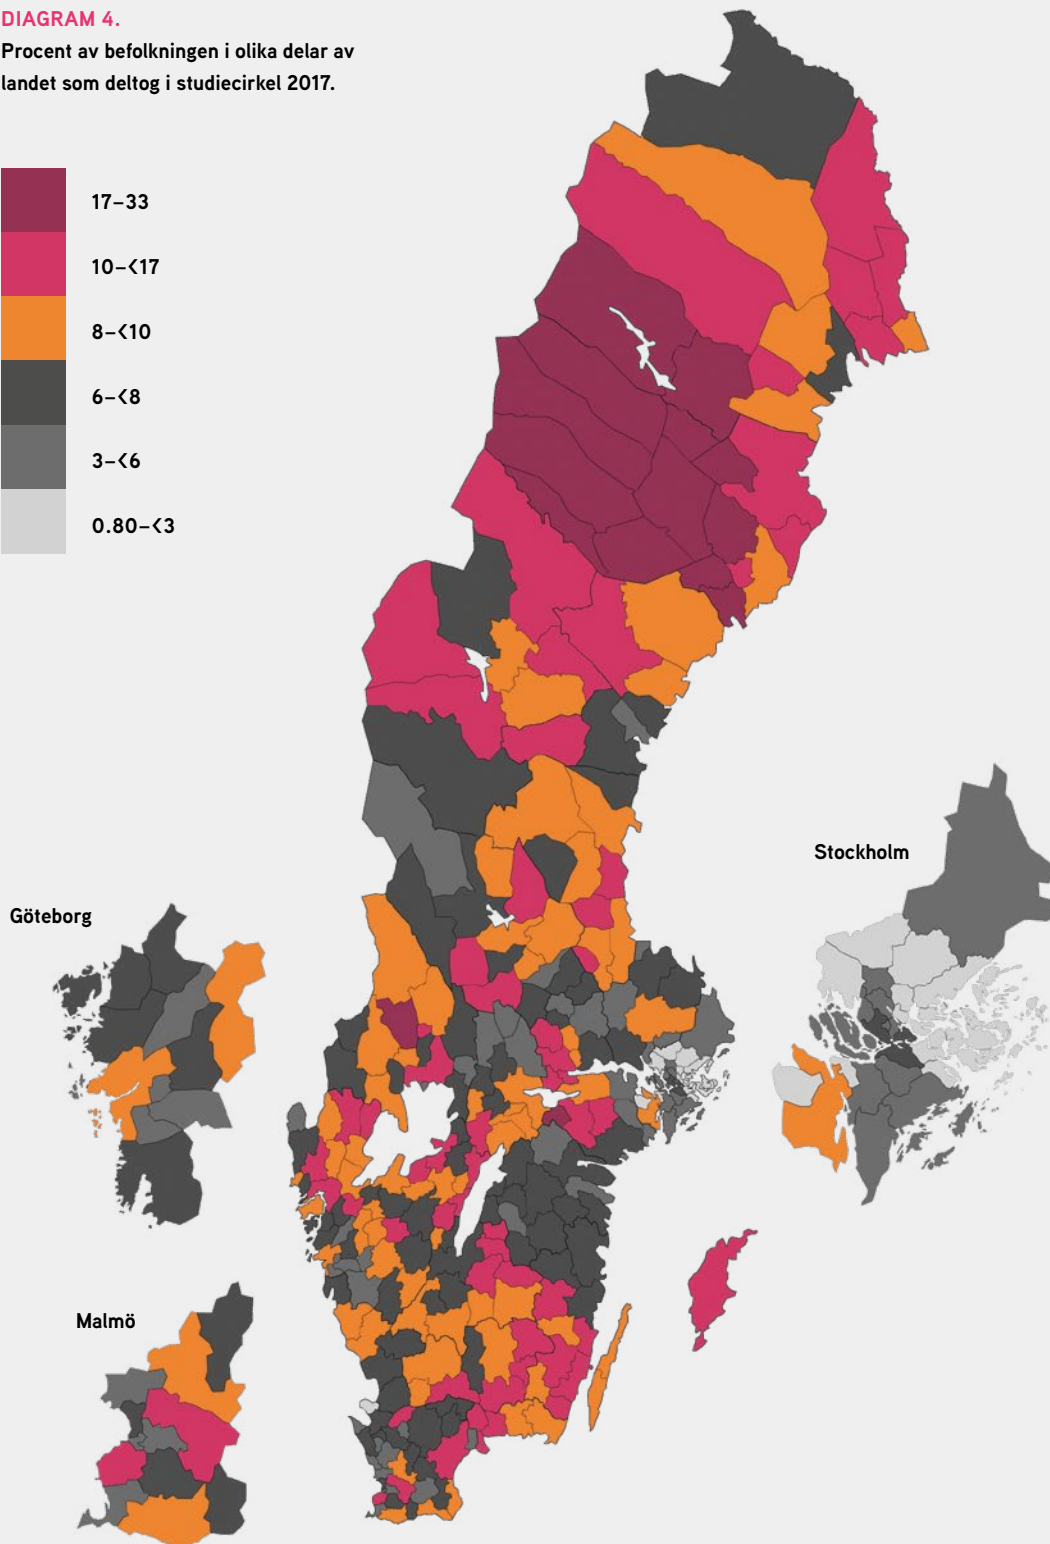 DIAGRAM 4.
Procent av befolkningen i olika delar av
landet som deltog i studiecirkel 2017.
17–33
10–<17
8–<10
6–<8
3–<6
0.80–<3
Stockholm
Göteborg
Malmö